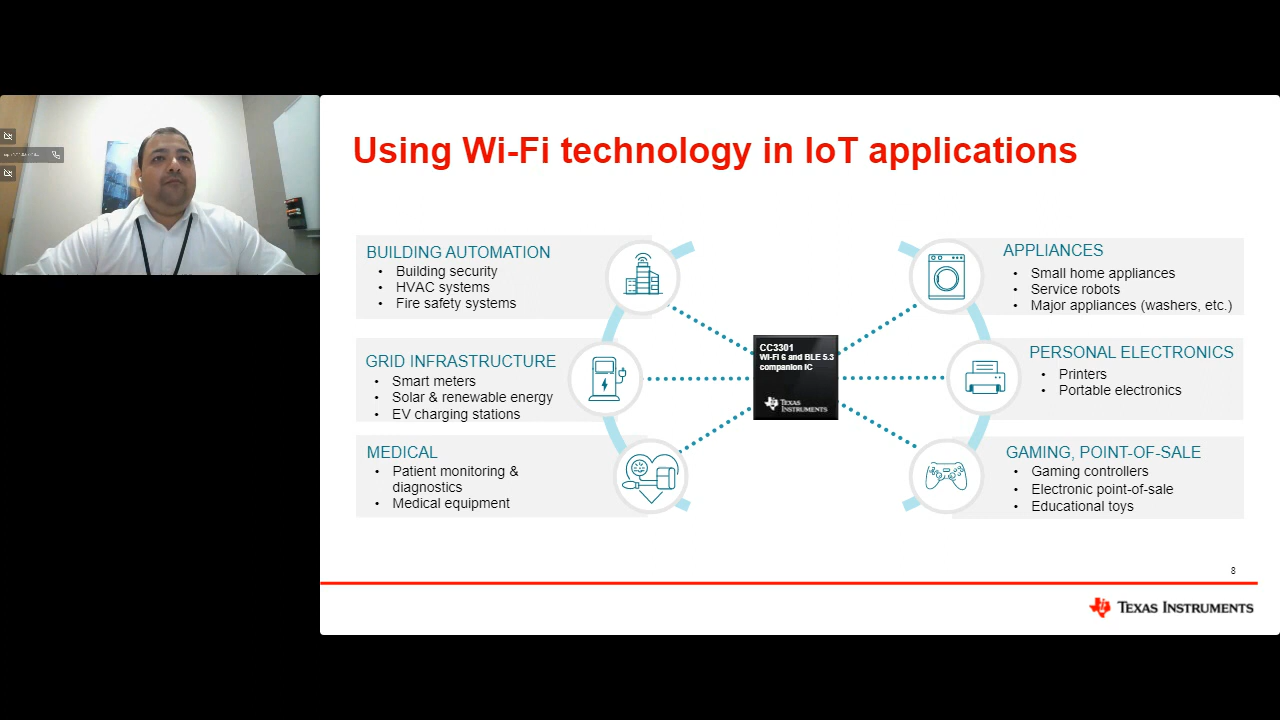 Using Wi-Fi technology in IoT applications
BUILDING AUTOMATION
• Building security
• HVAC systems
• Fire safety systems
GRID INFRASTRUCTURE
• Smart meters
• Solar & renewable energy
• EV charging stations
MEDICAL
• Patient monitoring &
diagnostics
• Medical equipment
CC3301
Wi-Fi 6 and BLE 5.3
companion IC
TEXAS
INSTRUMENTS
APPLIANCES
• Small home appliances
• Service robots
• Major appliances (washers, etc.)
PERSONAL ELECTRONICS
• Printers
• Portable electronics
GAMING, POINT-OF-SALE
• Gaming controllers
• Electronic point-of-sale
• Educational toys
8
TEXAS INSTRUMENTS